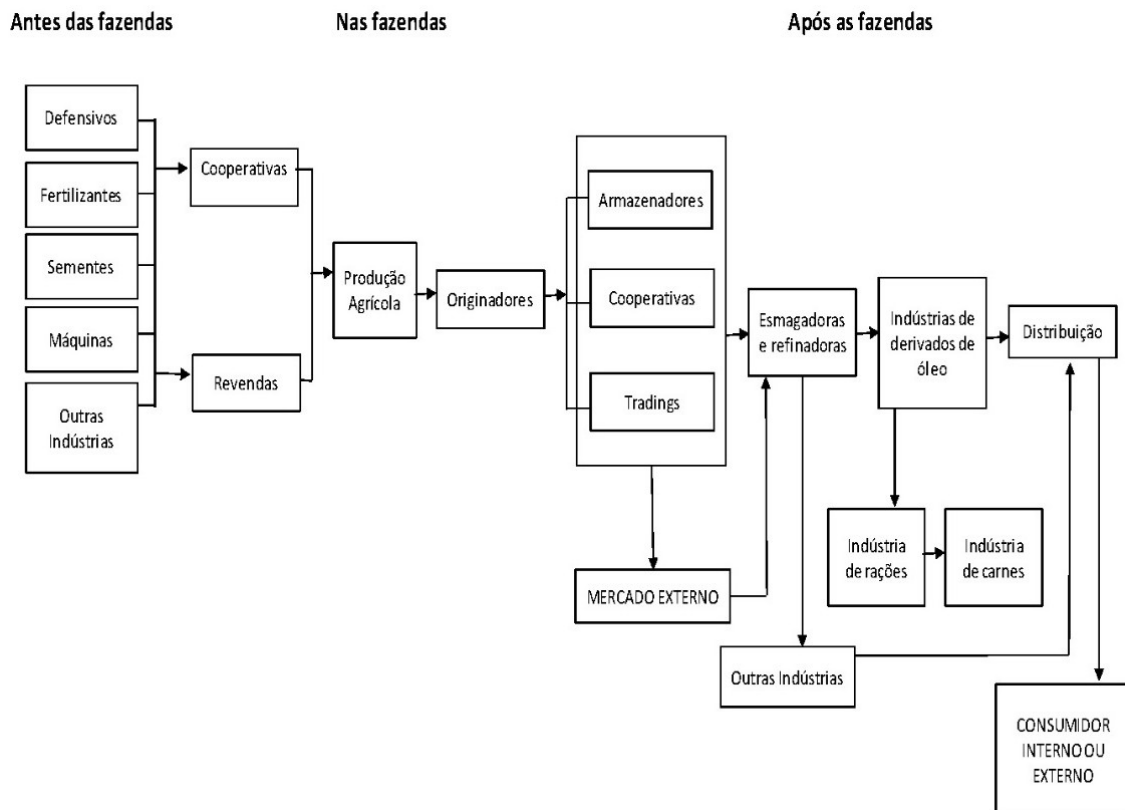 Antes das fazendas
Nas fazendas
Após as fazendas
Defensivos
Fertilizantes
Sementes
Máquinas
Outras
Indústrias
Cooperativas
Revendas
Produção
Agrícola
Originadores
Armazenadores
Cooperativas
Tradings
MERCADO EXTERNO
Esmagadoras
e refinadoras
Outras Indústrias
Indústrias de
derivados de
óleo
Indústria
de rações
Indústria
de carnes
Distribuição
CONSUMIDOR
INTERNO OU
EXTERNO